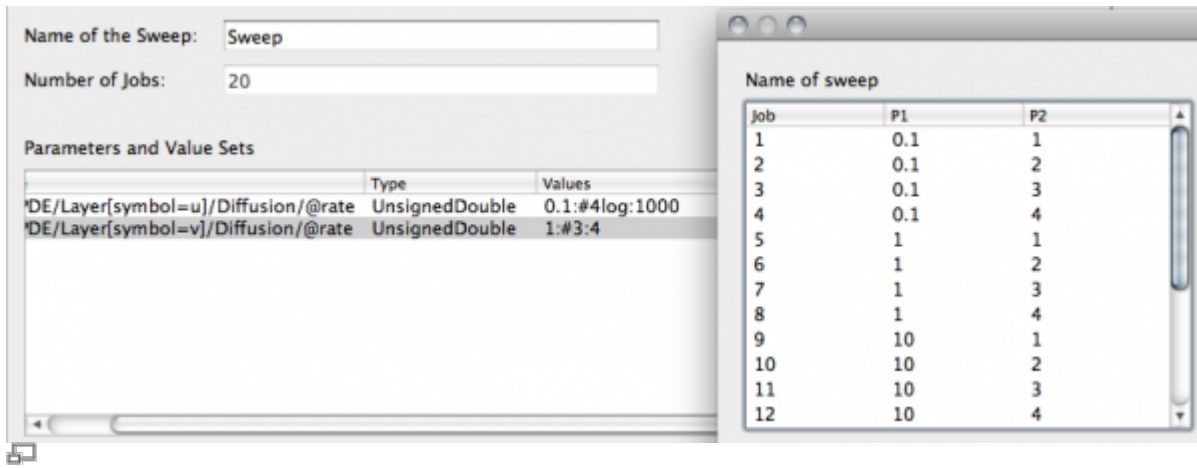 Name of the Sweep: Sweep
Number of Jobs: 20
Parameters and Value Sets
Type Values
DE/Layer[symbol=u]/Diffusion/@rate UnsignedDouble 0.1:#4log:1000
DE/Layer[symbol=v]/Diffusion/@rate UnsignedDouble 1:#3:4
Name of sweep
Job P1 P2
1 0.1 1
2 0.1 2
3 0.1 3
4 0.1 4
5 1 1
6 1 2
7 1 3
8 1 4
9 10 1
10 10 2
11 10 3
12 10 4